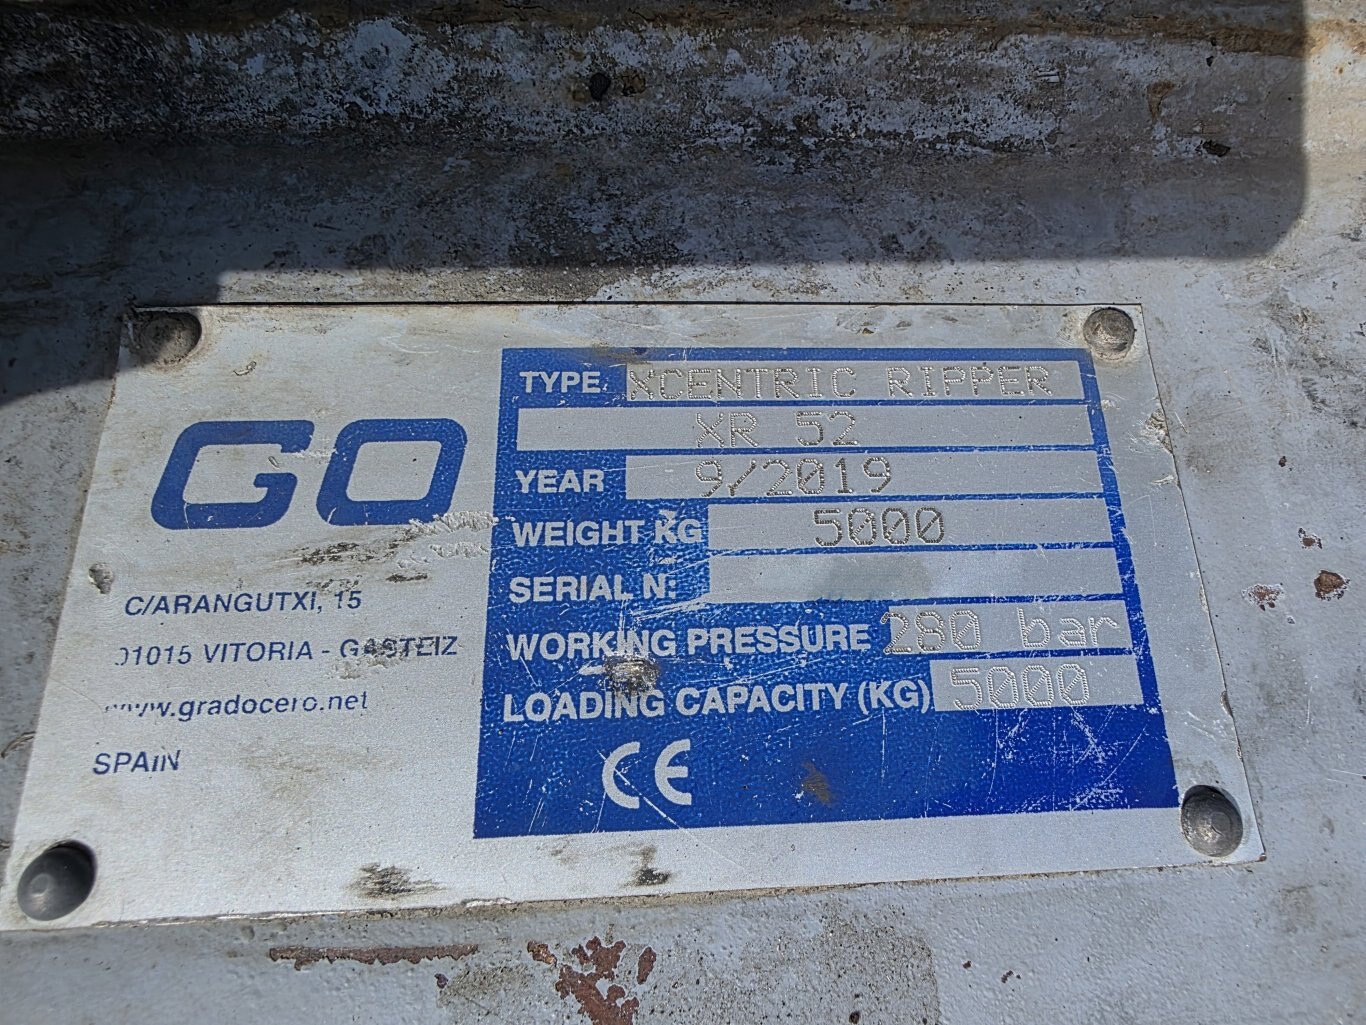 GO
C/ARANGUTXI, 15
01015 VITORIA - GASTEIZ
www.gradocero.net
SPAIN
TYPE. XCENTRIC RIPPER
XR 52
YEAR 9/2019
WEIGHT KG 5000
SERIAL N:
WORKING PRESSURE 280 bar
LOADING CAPACITY (KG) 5000
CE